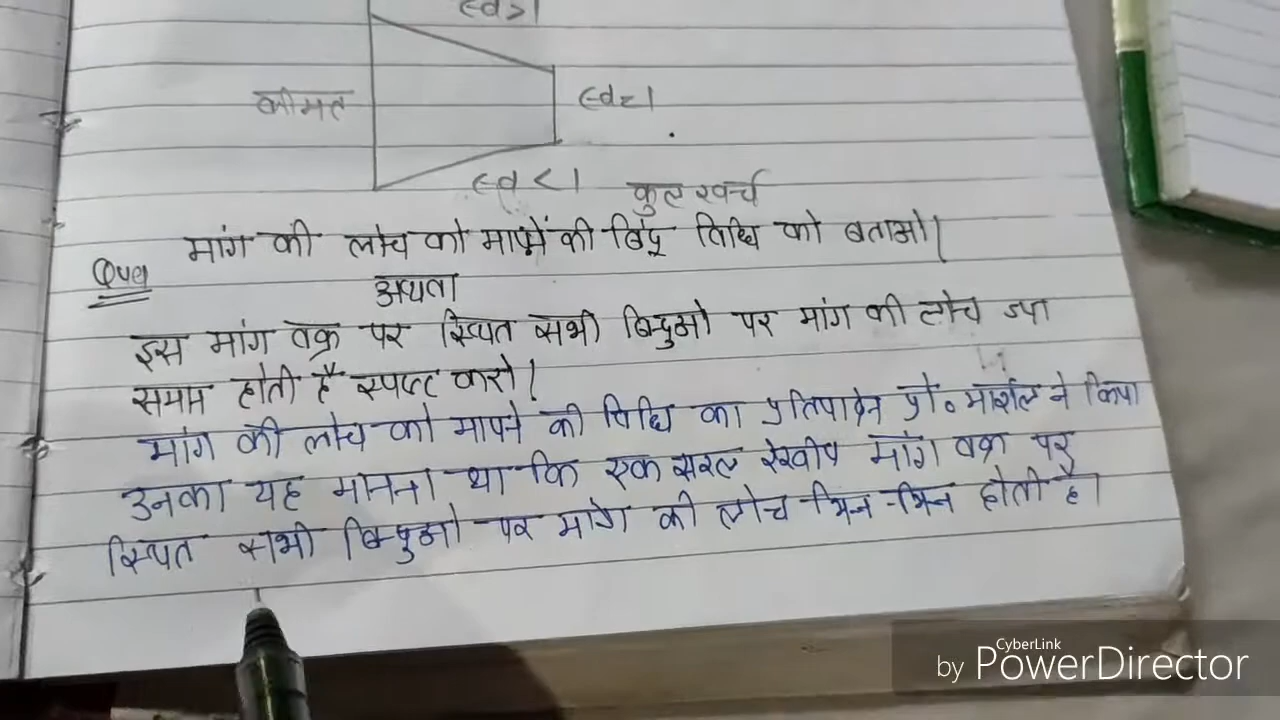 ed>1
कीमत
ed=1
ed<1
कुल खर्च
मांग की लोच को मापने की बिंदु विधि को बताओ।
Que
अथवा
इस मांग वक्र पर स्थित सभी बिन्दुओ पर मांग की लोच क्या
समान होती है स्पष्ट करो।
मांग की लोच को मापने की विधि का प्रतिपादन प्रो॰ मार्शल ने किया
उनका यह मानना था कि एक सरल रेखीय मांग वक्र पर
स्थित सभी बिन्दुओ पर मांग की लोच भिन-भिन होती है।
CyberLink
by PowerDirector